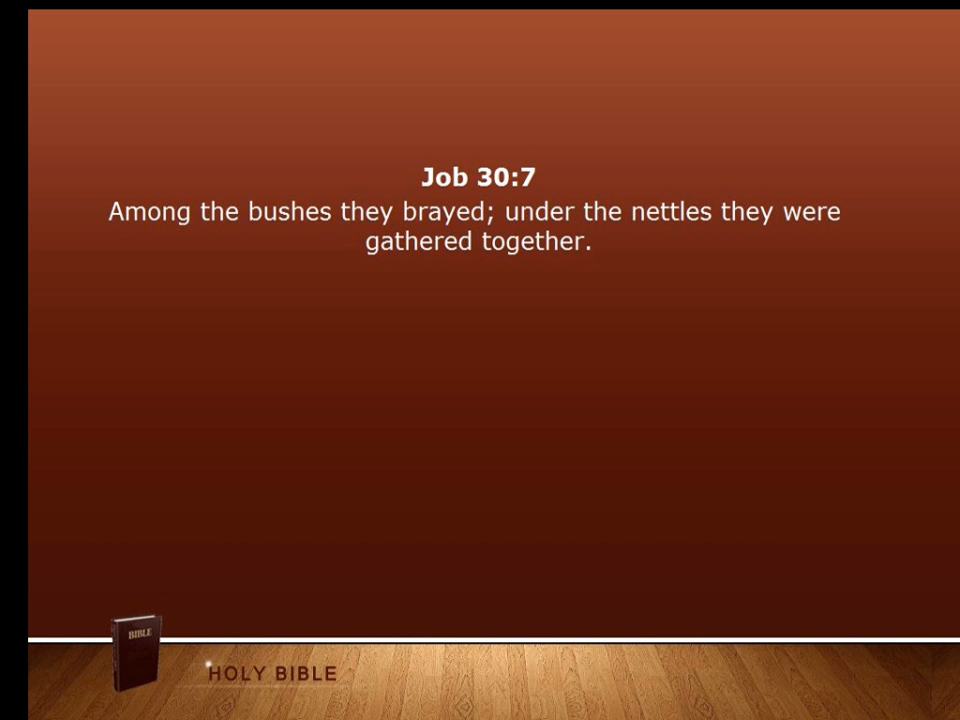 Job 30:7
Among the bushes they brayed; under the nettles they were
gathered together.
BIBLE
HOLY BIBLE